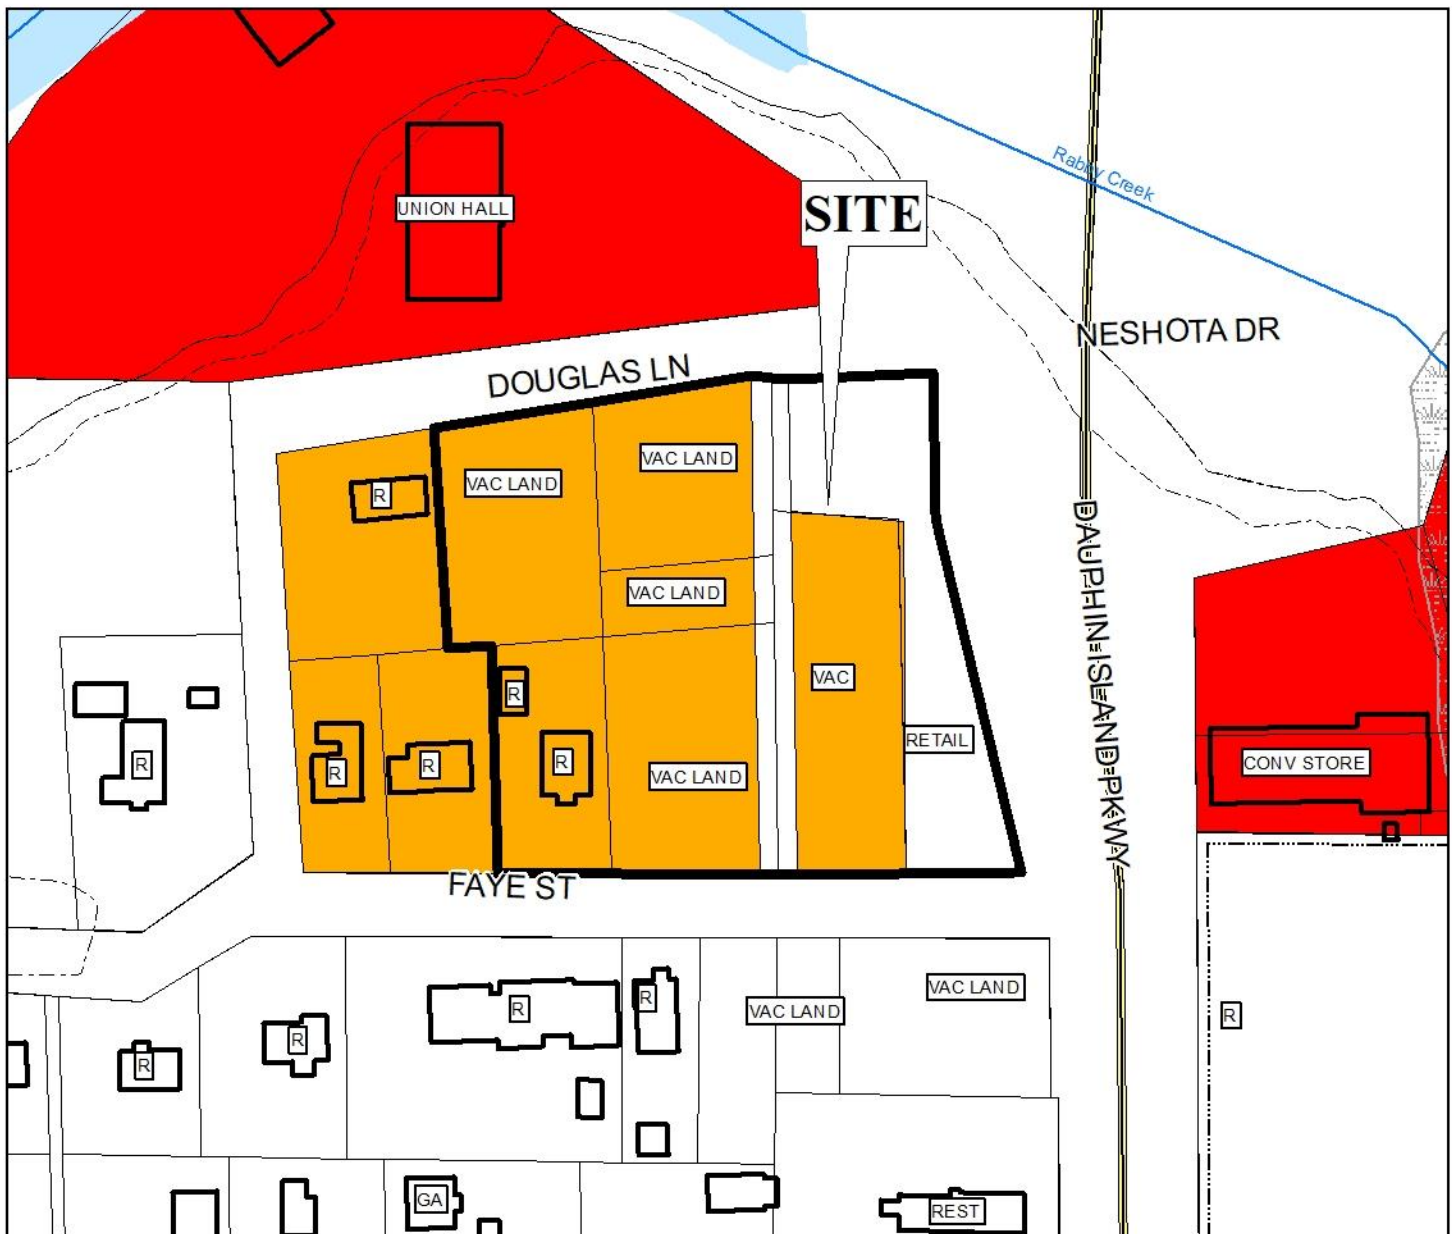 Rabby Creek
UNION HALL
SITE
NESHOTA DR
DOUGLAS LN
VAC LAND
VAC LAND
R
VAC LAND
DAUPHIN ISLAND PKWY
VAC
R
RETAIL
R
R
R
R
VAC LAND
CONV STORE
FAYE ST
VAC LAND
R
R
VAC LAND
R
R
R
GA
REST